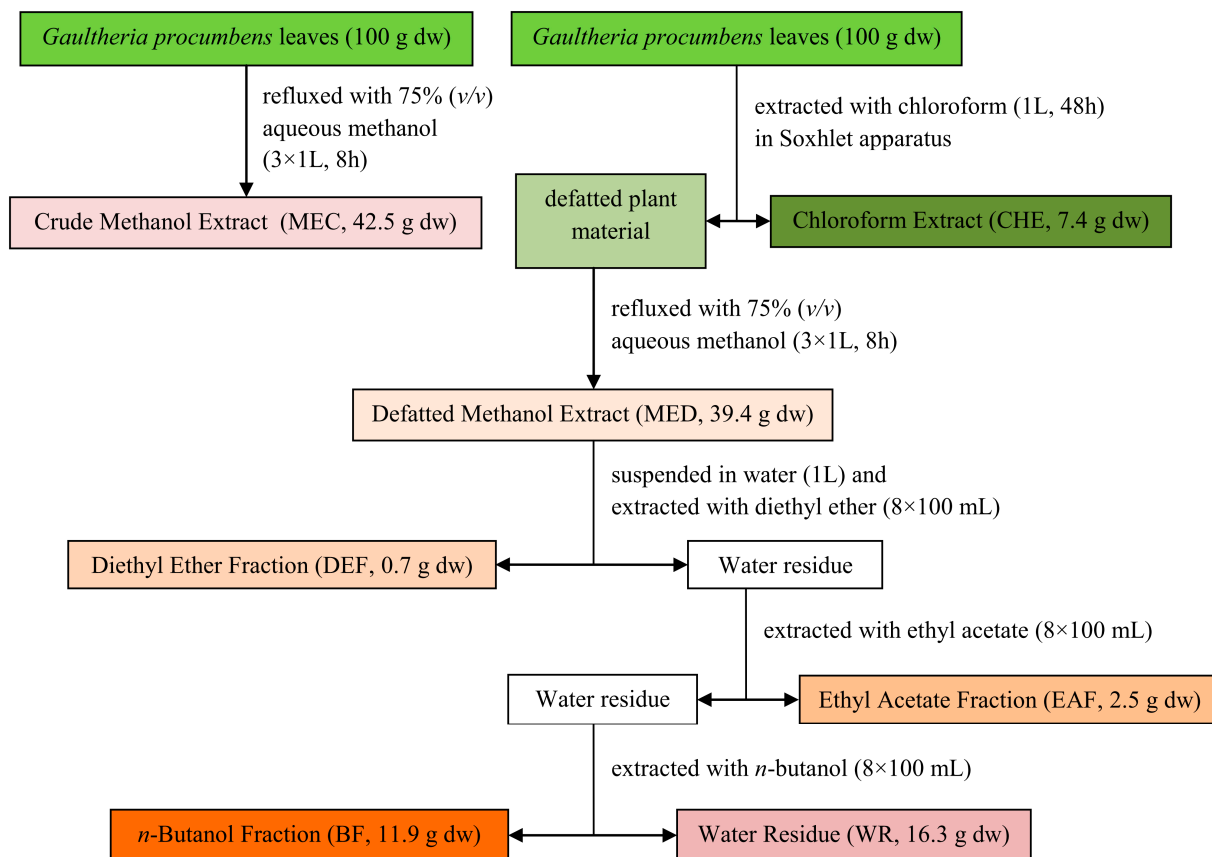 Gaultheria procumbens leaves (100 g dw)
Gaultheria procumbens leaves (100 g dw)
refluxed with 75% (v/v)
aqueous methanol
(3×1L, 8h)
extracted with chloroform (1L, 48h)
in Soxhlet apparatus
Crude Methanol Extract (MEC, 42.5 g dw)
defatted plant
material
Chloroform Extract (CHE, 7.4 g dw)
refluxed with 75% (v/v)
aqueous methanol (3×1L, 8h)
Defatted Methanol Extract (MED, 39.4 g dw)
suspended in water (1L) and
extracted with diethyl ether (8×100 mL)
Diethyl Ether Fraction (DEF, 0.7 g dw)
Water residue
extracted with ethyl acetate (8×100 mL)
Water residue
Ethyl Acetate Fraction (EAF, 2.5 g dw)
extracted with n-butanol (8×100 mL)
n-Butanol Fraction (BF, 11.9 g dw)
Water Residue (WR, 16.3 g dw)